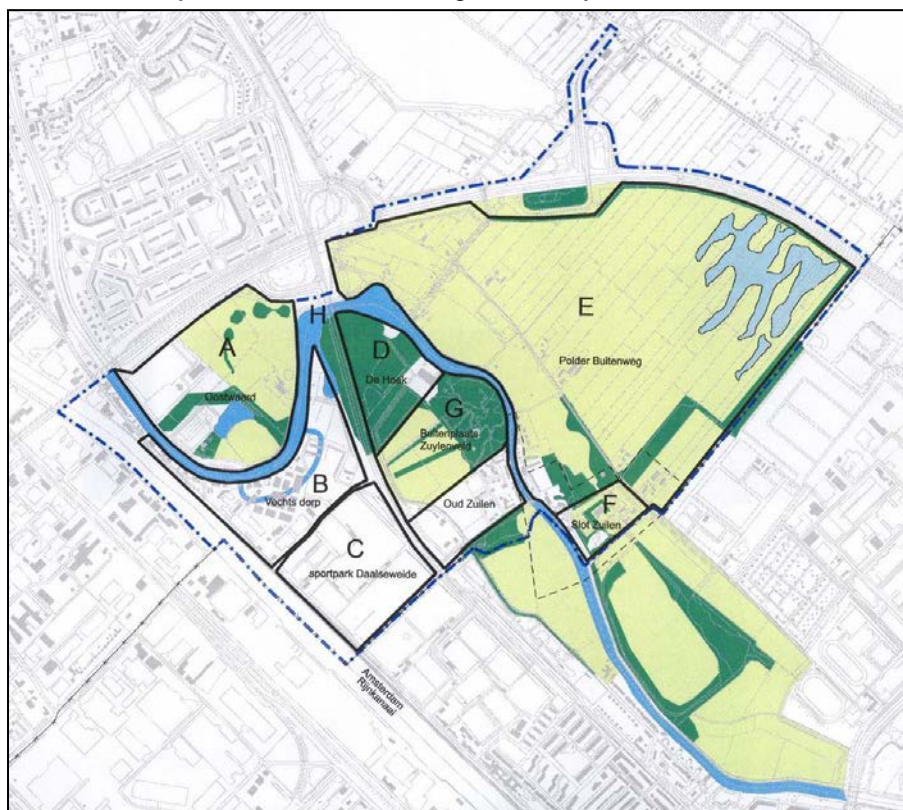 H
A
Oostwaard
D
De Hoek
E
Polder Buitenweg
G
Buitenplaats
Zuylenveld
B
Vechts dorp
Oud Zuilen
F
Slot Zuilen
C
sportpark Daalseweide
Amsterdam
Rijnkanaal